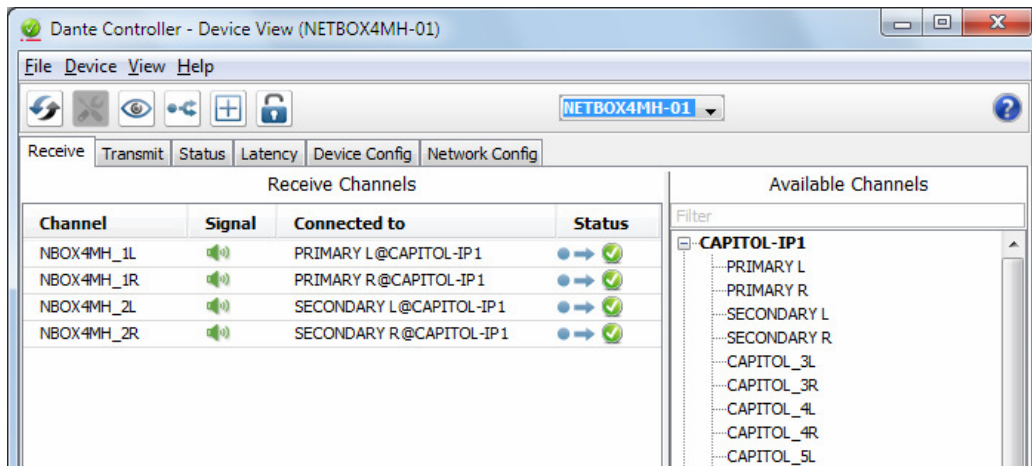 Dante Controller - Device View (NETBOX4MH-01)
File Device View Help
NETBOX4MH-01
?
Receive Transmit Status Latency Device Config Network Config
Receive Channels
Channel Signal Connected to Status
NBOX4MH_1L PRIMARY L@CAPITOL-IP1
NBOX4MH_1R PRIMARY R@CAPITOL-IP1
NBOX4MH_2L SECONDARY L@CAPITOL-IP1
NBOX4MH_2R SECONDARY R@CAPITOL-IP1
Available Channels
Filter
CAPITOL-IP1
PRIMARY L
PRIMARY R
SECONDARY L
SECONDARY R
CAPITOL_3L
CAPITOL_3R
CAPITOL_4L
CAPITOL_4R
CAPITOL_5L